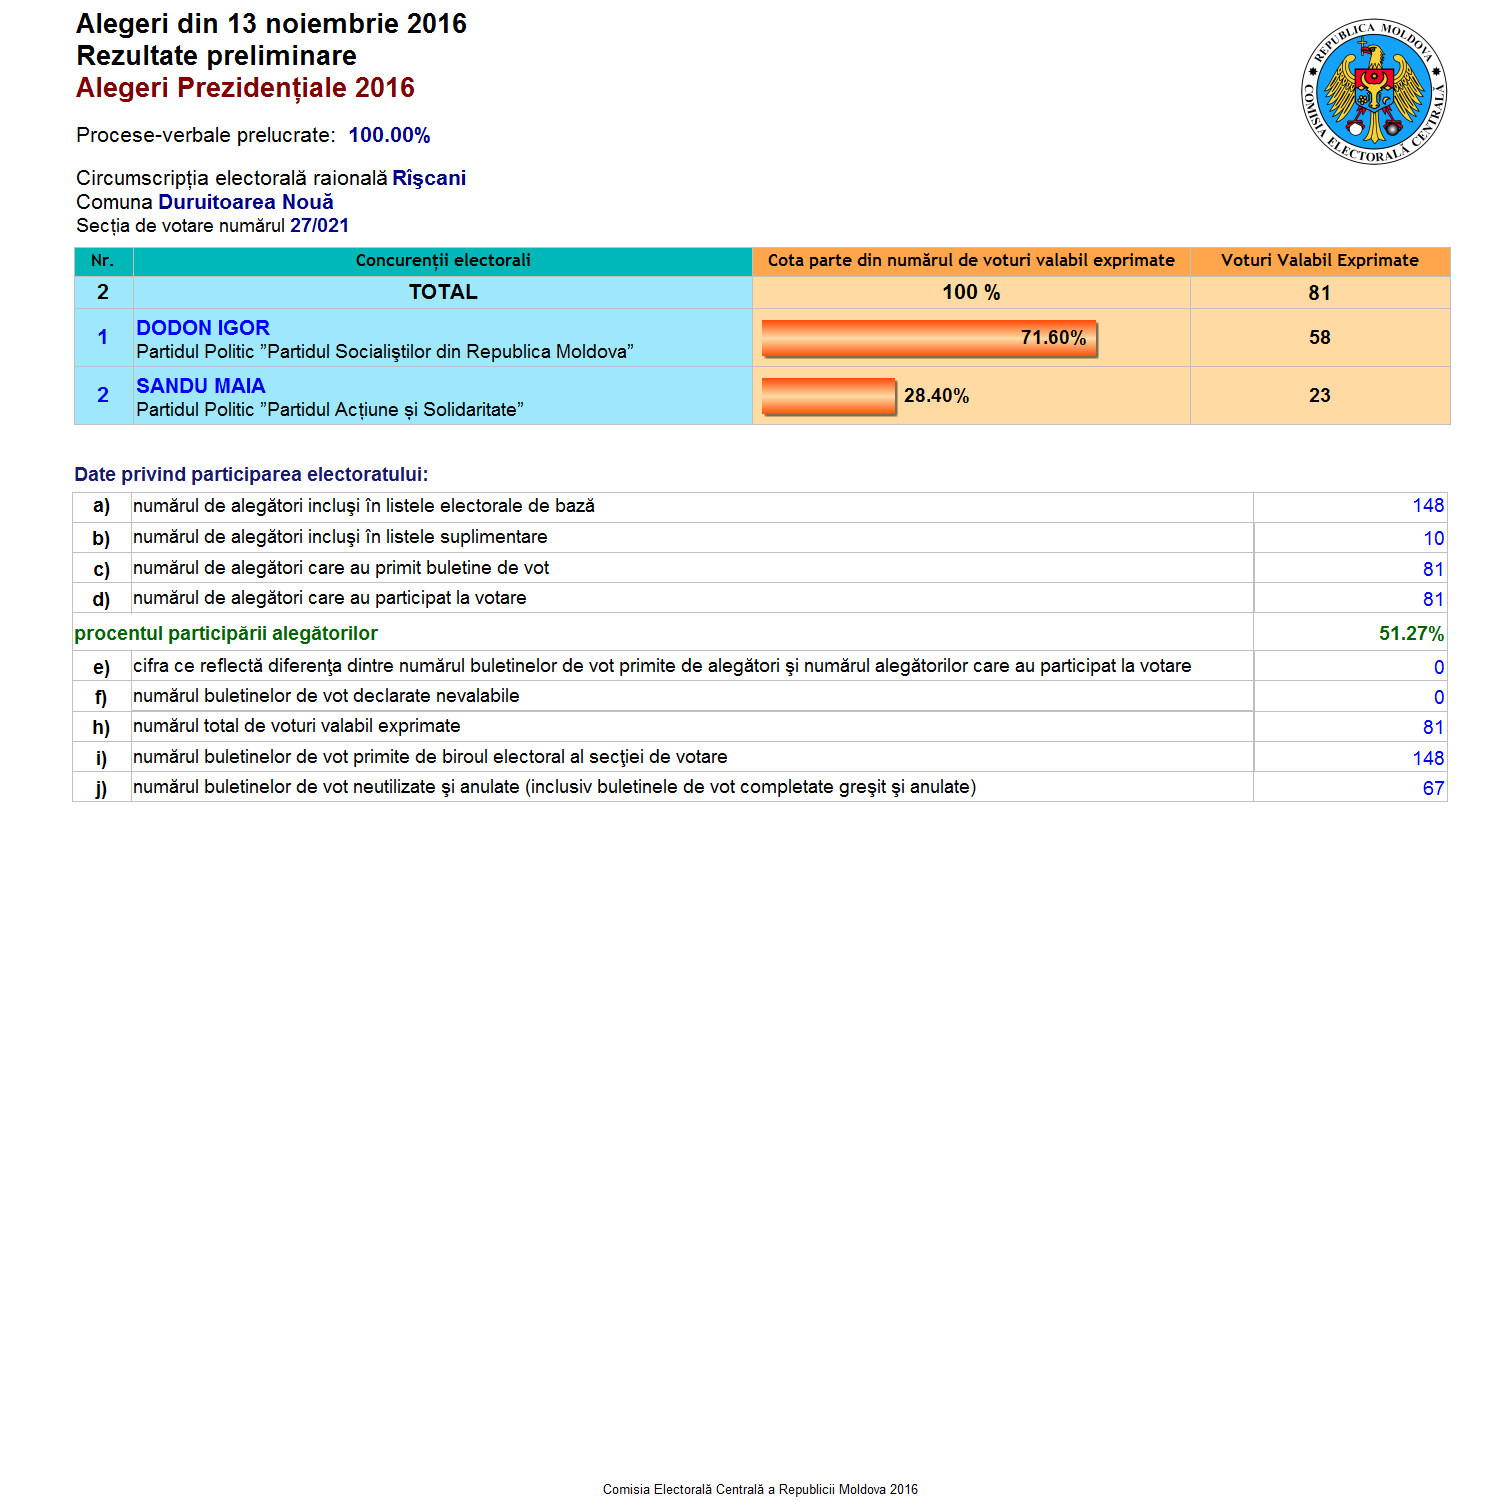 Alegeri din 13 noiembrie 2016
Rezultate preliminare
Alegeri Prezidențiale 2016
REPUBLICA MOLDOVA
COMISIA ELECTORALĂ CENTRALĂ
Procese-verbale prelucrate: 100.00%
Circumscripția electorală raională Rîşcani
Comuna Duruitoarea Nouă
Secția de votare numărul 27/021
Nr. Concurenții electorali Cota parte din numărul de voturi valabil exprimate Voturi Valabil Exprimate
2 TOTAL 100 % 81
1 DODON IGOR 71.60% 58
Partidul Politic ”Partidul Socialiştilor din Republica Moldova”
2 SANDU MAIA 28.40% 23
Partidul Politic ”Partidul Acțiune și Solidaritate”
Date privind participarea electoratului:
a) numărul de alegători incluşi în listele electorale de bază 148
b) numărul de alegători incluşi în listele suplimentare 10
c) numărul de alegători care au primit buletine de vot 81
d) numărul de alegători care au participat la votare 81
procentul participării alegătorilor 51.27%
e) cifra ce reflectă diferenţa dintre numărul buletinelor de vot primite de alegători şi numărul alegătorilor care au participat la votare 0
f) numărul buletinelor de vot declarate nevalabile 0
h) numărul total de voturi valabil exprimate 81
i) numărul buletinelor de vot primite de biroul electoral al secţiei de votare 148
j) numărul buletinelor de vot neutilizate şi anulate (inclusiv buletinele de vot completate greşit şi anulate) 67
Comisia Electorală Centrală a Republicii Moldova 2016